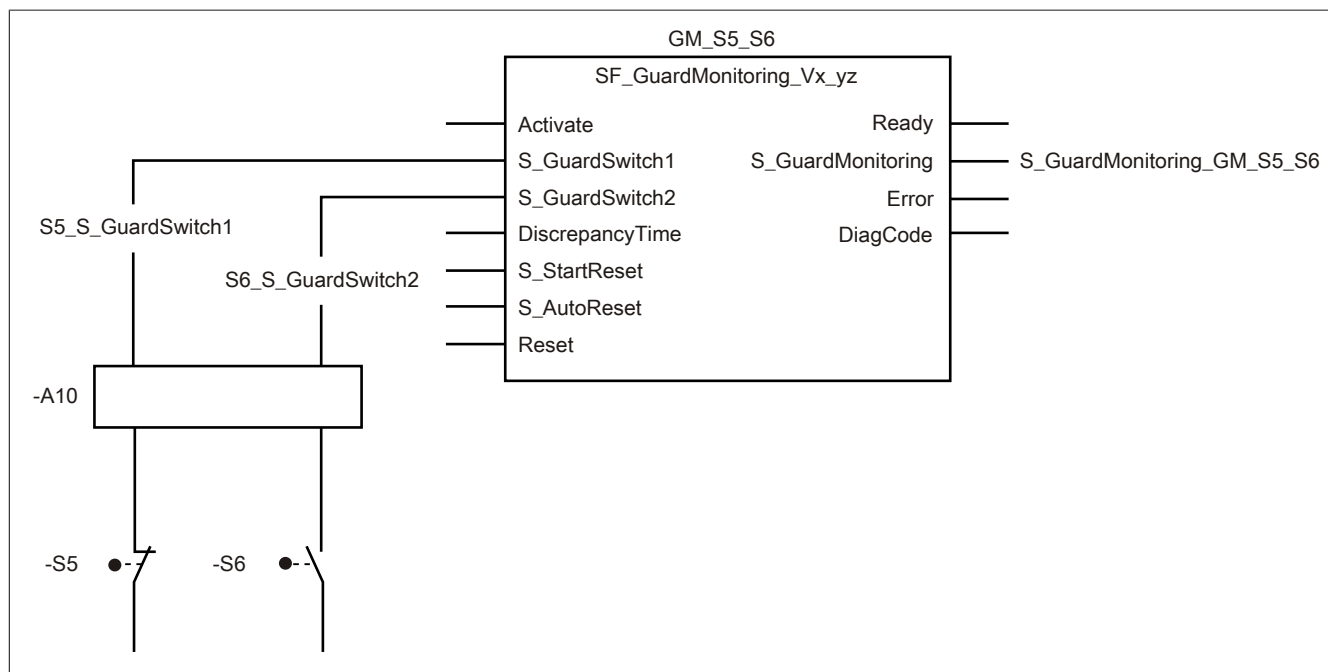 GM_S5_S6
SF_GuardMonitoring_Vx_yz
Activate
Ready
S_GuardSwitch1
S_GuardMonitoring
S_GuardMonitoring_GM_S5_S6
S_GuardSwitch2
Error
S5_S_GuardSwitch1
DiscrepancyTime
DiagCode
S_StartReset
S6_S_GuardSwitch2
S_AutoReset
Reset
-A10
-S5
-S6